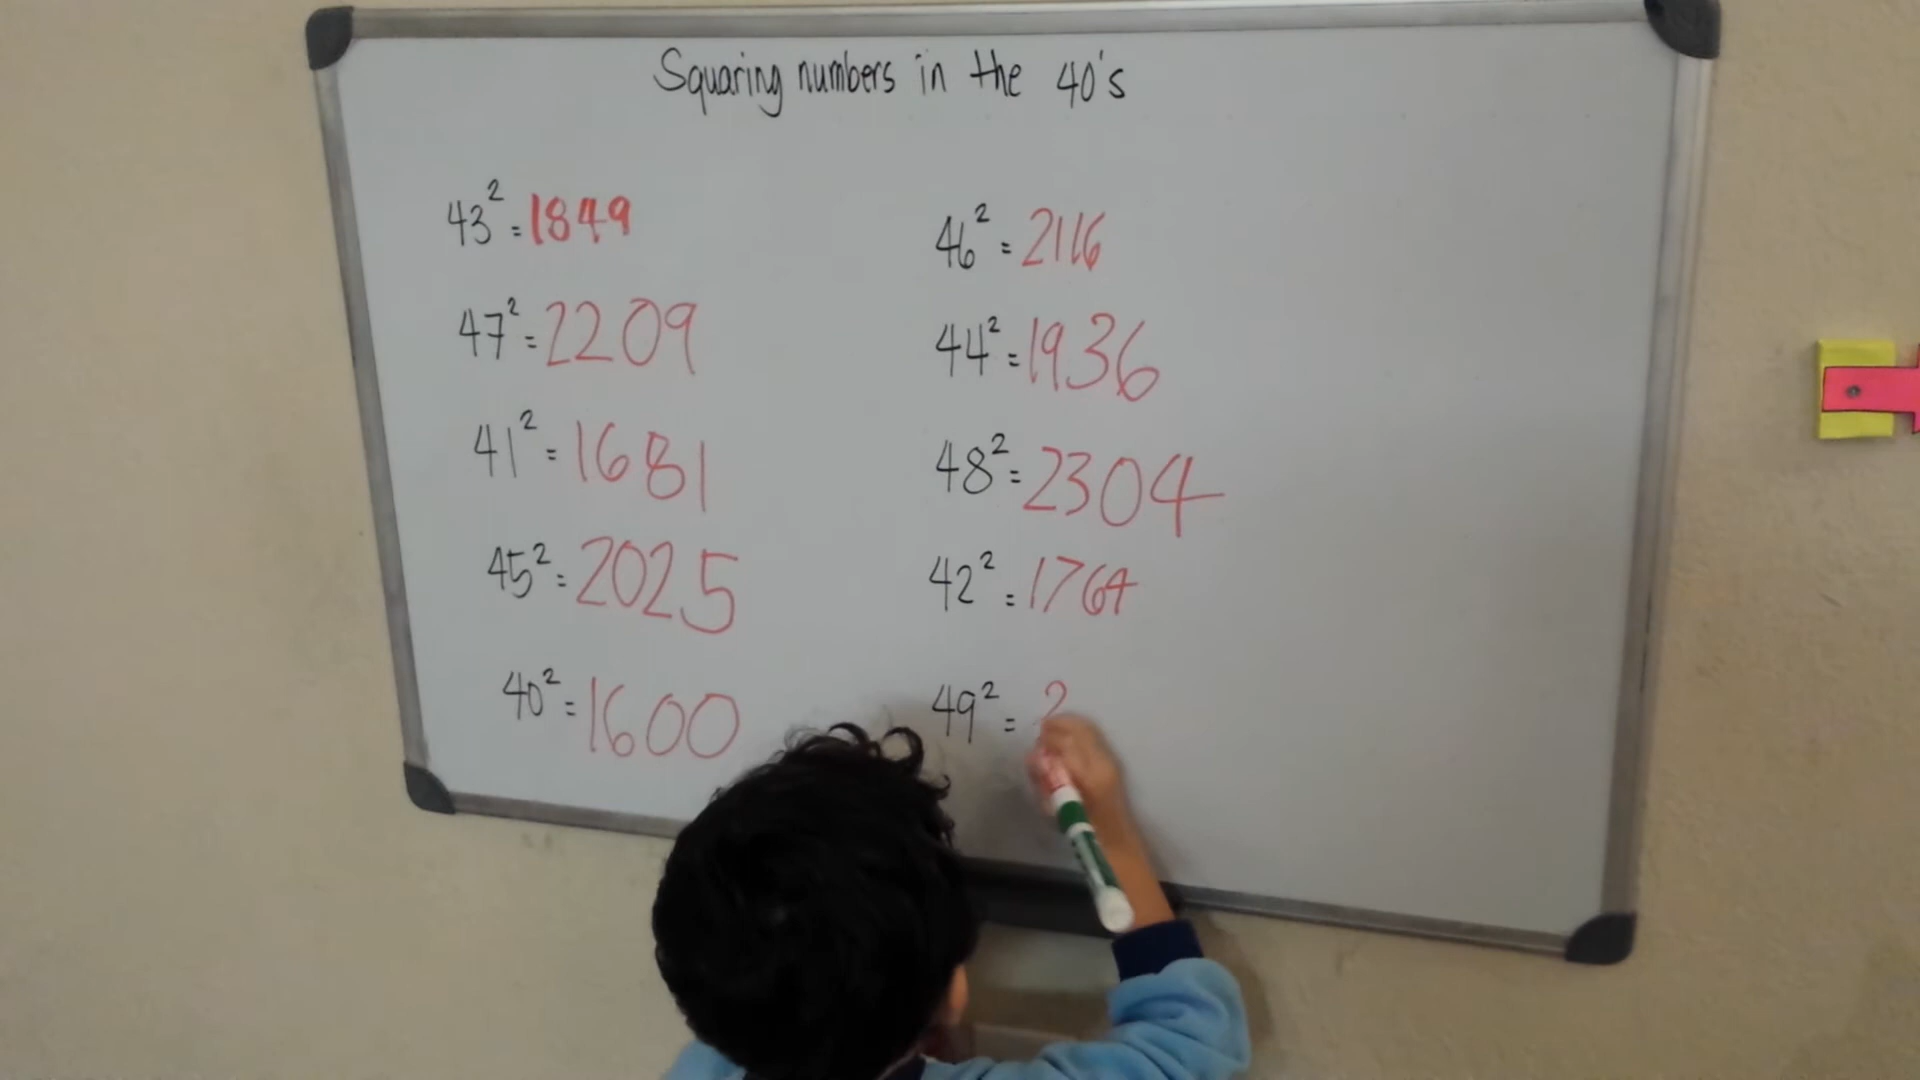 Squaring numbers in the 40's
43² = 1849
47² = 2209
41² = 1681
45² = 2025
40² = 1600
46² = 2116
44² = 1936
48² = 2304
42² = 1764
49² = 2